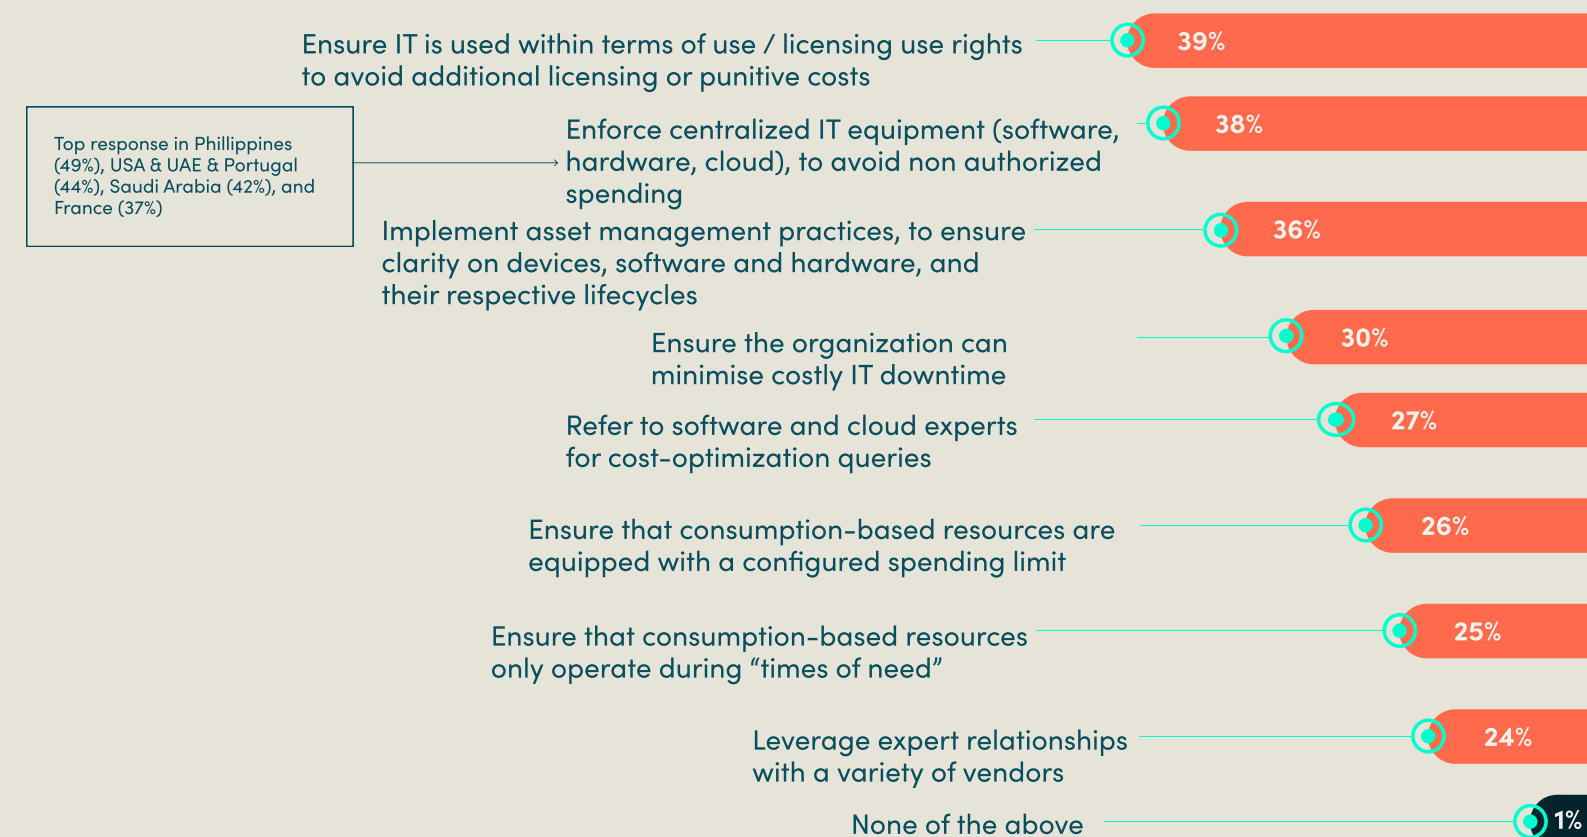 Ensure IT is used within terms of use / licensing use rights
to avoid additional licensing or punitive costs
39%
Top response in Phillippines
(49%), USA & UAE & Portugal
(44%), Saudi Arabia (42%), and
France (37%)
Enforce centralized IT equipment (software,
hardware, cloud), to avoid non authorized
spending
38%
Implement asset management practices, to ensure
clarity on devices, software and hardware, and
their respective lifecycles
36%
Ensure the organization can
minimise costly IT downtime
30%
Refer to software and cloud experts
for cost-optimization queries
27%
Ensure that consumption-based resources are
equipped with a configured spending limit
26%
Ensure that consumption-based resources
only operate during “times of need”
25%
Leverage expert relationships
with a variety of vendors
24%
None of the above
1%